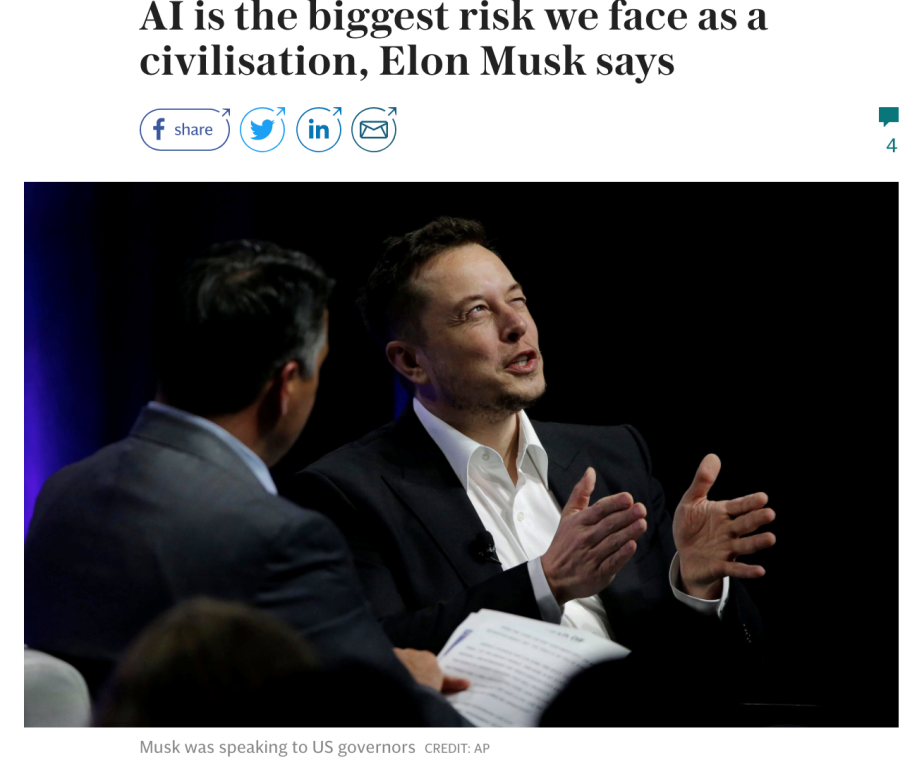 AI is the biggest risk we face as a
civilisation, Elon Musk says
share
in
4
Musk was speaking to US governors CREDIT: AP